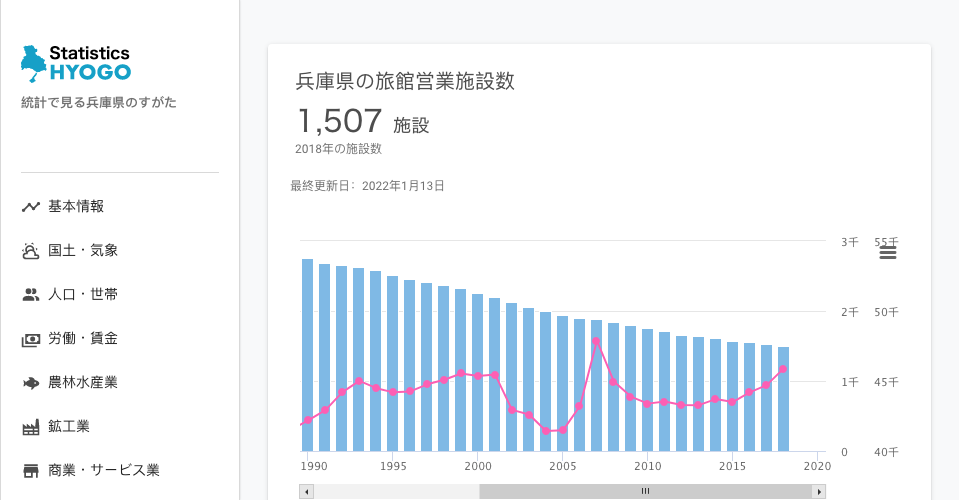 Statistics
HYOGO
統計で見る兵庫県のすがた
基本情報
国土・気象
人口・世帯
労働・賃金
農林水産業
鉱工業
商業・サービス業
兵庫県の旅館営業施設数
1,507 施設
2018年の施設数
最終更新日：2022年1月13日
3千 55千
2千 50千
1千 45千
0 40千
1990 1995 2000 2005 2010 2015 2020